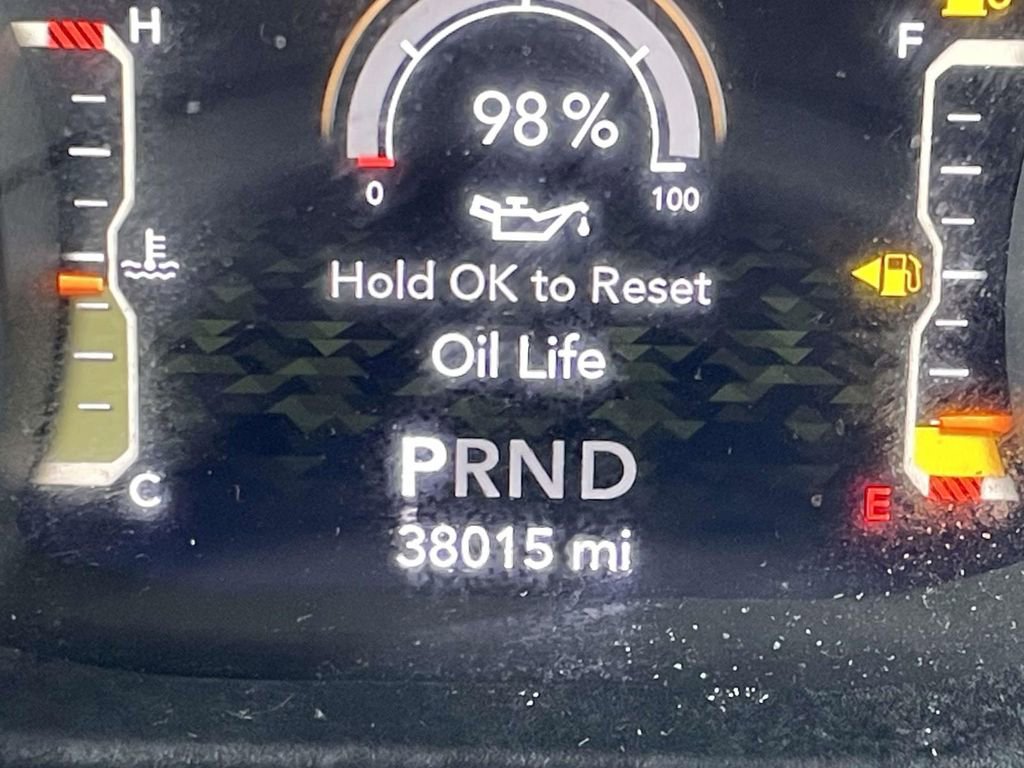 H
F
98 %
0
100
Hold OK to Reset
Oil Life
PRND
C
E
38015 mi